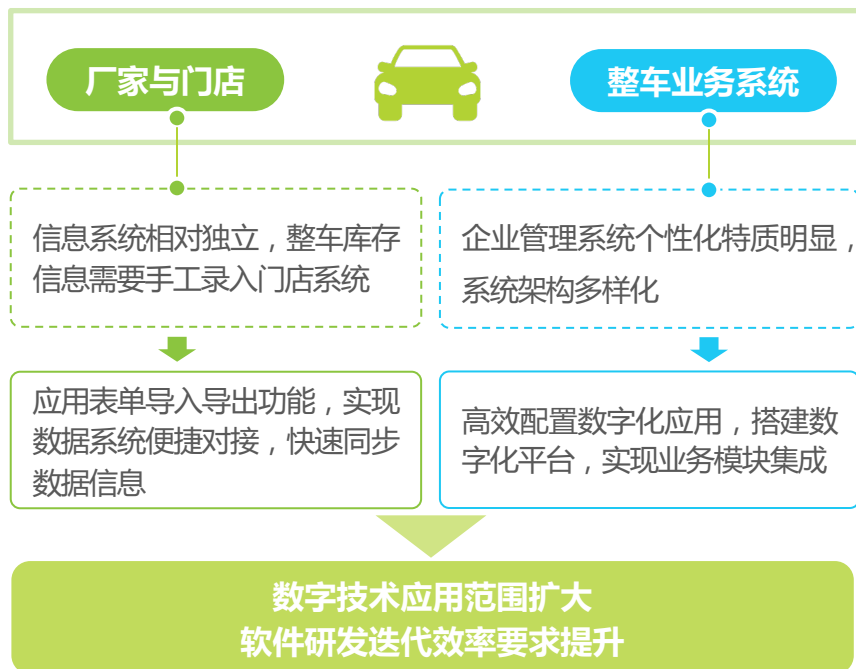 厂家与门店
整车业务系统
信息系统相对独立，整车库存
信息需要手工录入门店系统
企业管理系统个性化特质明显，
系统架构多样化
应用表单导入导出功能，实现
数据系统便捷对接，快速同步
数据信息
高效配置数字化应用，搭建数
字化平台，实现业务模块集成
数字技术应用范围扩大
软件研发迭代效率要求提升